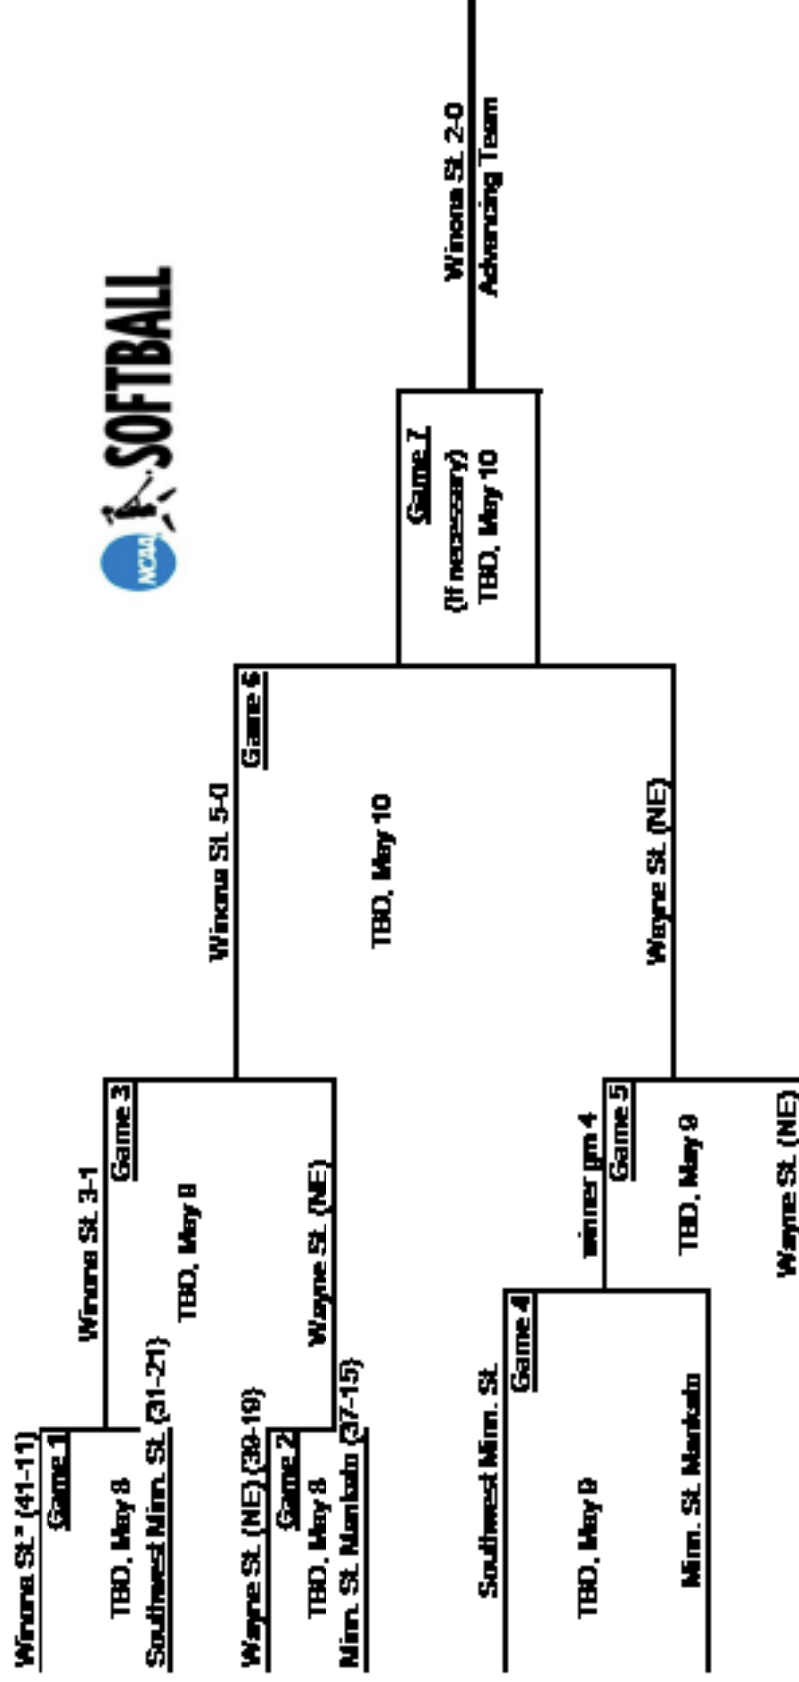 NCAA SOFTBALL
Winona St.* (41-11)
Game 1
TBD, May 8
Southwest Minn. St. (31-21)
Winona St. 3-1
Game 3
TBD, May 8
Wayne St. (NE) (39-19)
Game 2
TBD, May 8
Minn. St. Mankato (37-15)
Wayne St. (NE)
Winona St. 5-0
Game 6
TBD, May 10
Wayne St. (NE)
Southwest Minn. St.
Game 4
TBD, May 9
Minn. St. Mankato
winner gm 4
Game 5
TBD, May 9
Wayne St. (NE)
Game 7
(If necessary)
TBD, May 10
Winona St. 2-0
Advancing Team